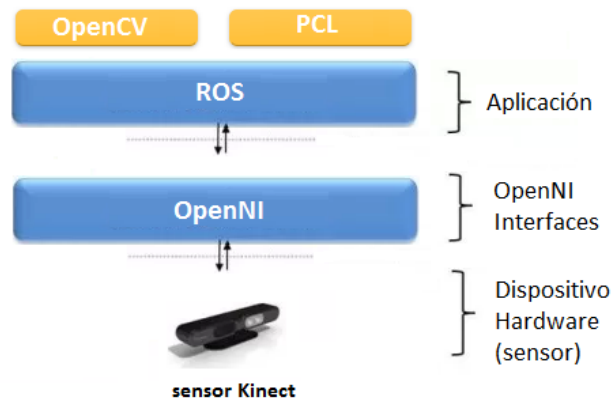 OpenCV
PCL
ROS
Aplicación
OpenNI
OpenNI
Interfaces
Dispositivo
Hardware
(sensor)
sensor Kinect